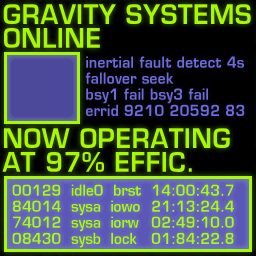 GRAVITY SYSTEMS
ONLINE
inertial fault detect 4s
fallover seek
bsy1 fail bsy3 fail
errid 9210 20592 83
NOW OPERATING
AT 97% EFFIC.
00129 idle0 brst 14:00:43.7
84014 sysa iowo 21:13:24.4
74012 sysa iorw 02:49:10.0
08430 sysb lock 01:84:22.8